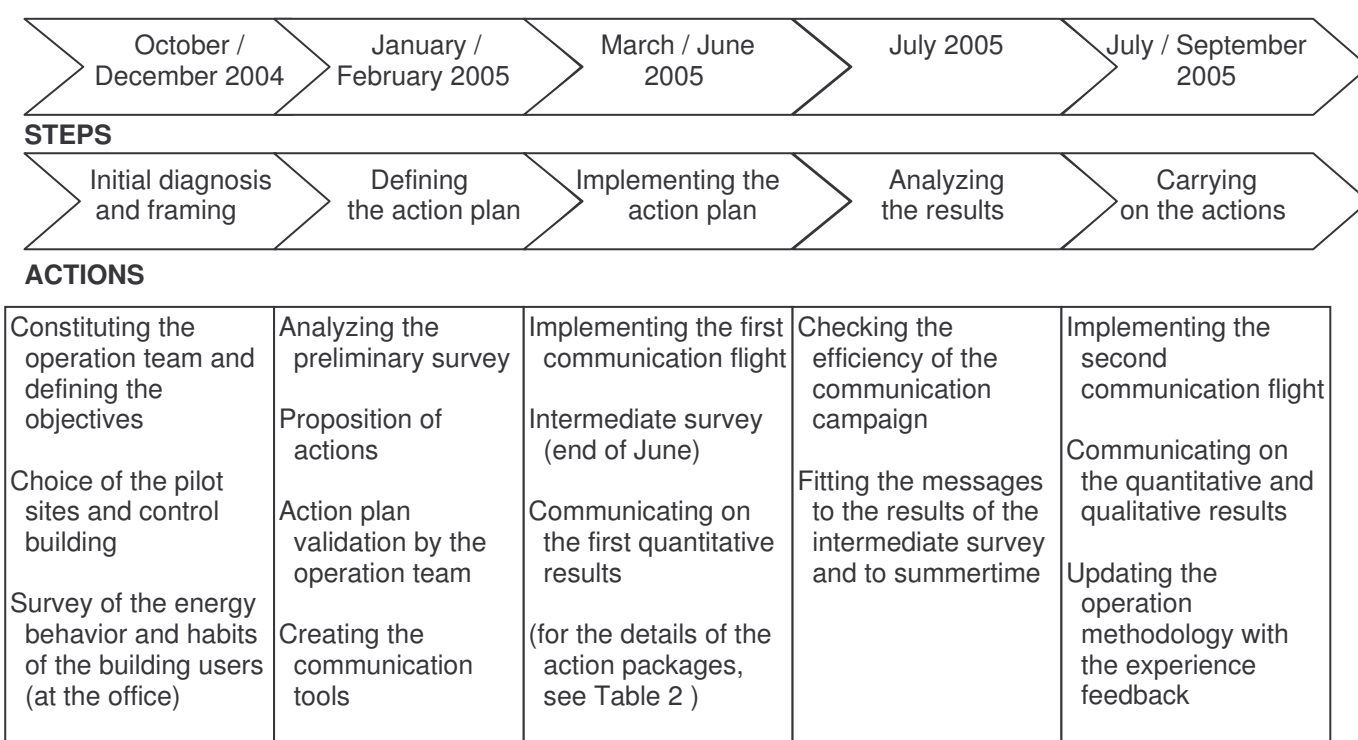 October /
December 2004
January /
February 2005
March / June
2005
July 2005
July / September
2005
STEPS
Initial diagnosis
and framing
Defining
the action plan
Implementing the
action plan
Analyzing
the results
Carrying
on the actions
ACTIONS
Constituting the
operation team and
defining the
objectives
Choice of the pilot
sites and control
building
Survey of the energy
behavior and habits
of the building users
(at the office)
Analyzing the
preliminary survey
Proposition of
actions
Action plan
validation by the
operation team
Creating the
communication
tools
Implementing the first
communication flight
Intermediate survey
(end of June)
Communicating on
the first quantitative
results
(for the details of the
action packages,
see Table 2 )
Checking the
efficiency of the
communication
campaign
Fitting the messages
to the results of the
intermediate survey
and to summertime
Implementing the
second
communication flight
Communicating on
the quantitative and
qualitative results
Updating the
operation
methodology with
the experience
feedback